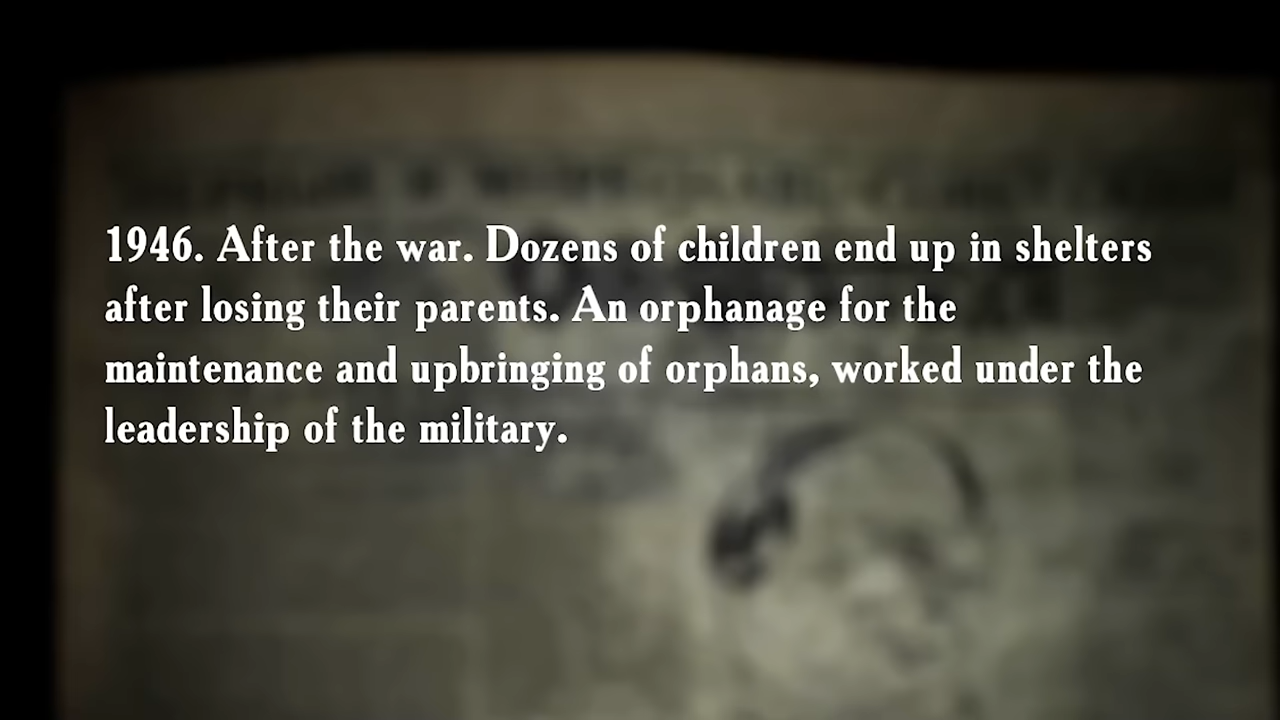 1946. After the war. Dozens of children end up in shelters
after losing their parents. An orphanage for the
maintenance and upbringing of orphans, worked under the
leadership of the military.